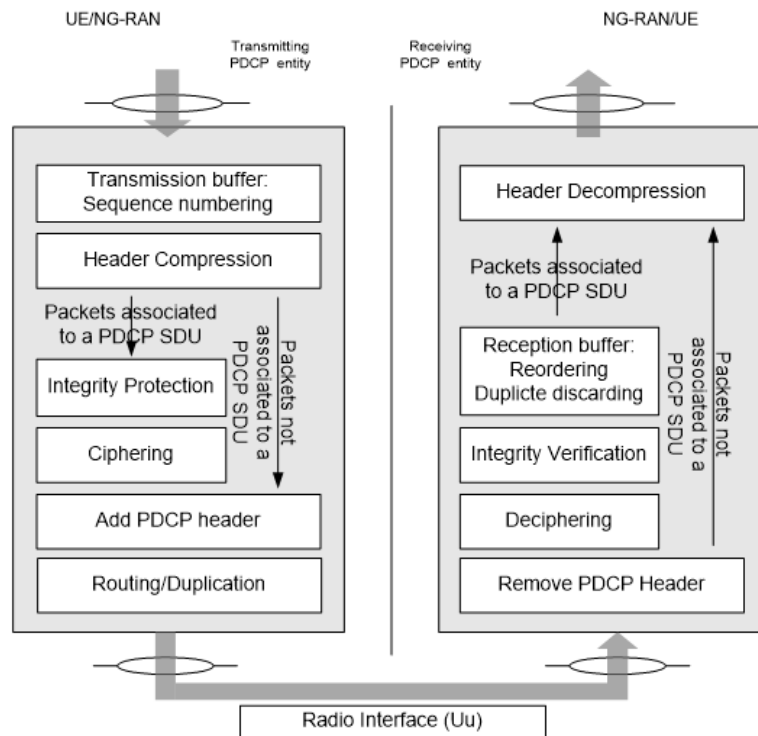 UE/NG-RAN
NG-RAN/UE
Transmitting
PDCP entity
Receiving
PDCP entity
Transmission buffer:
Sequence numbering
Header Compression
Packets associated
to a PDCP SDU
Packets not
associated to a
PDCP SDU
Integrity Protection
Ciphering
Add PDCP header
Routing/Duplication
Header Decompression
Packets associated
to a PDCP SDU
Packets not
associated to a
PDCP SDU
Reception buffer:
Reordering
Duplicte discarding
Integrity Verification
Deciphering
Remove PDCP Header
Radio Interface (Uu)